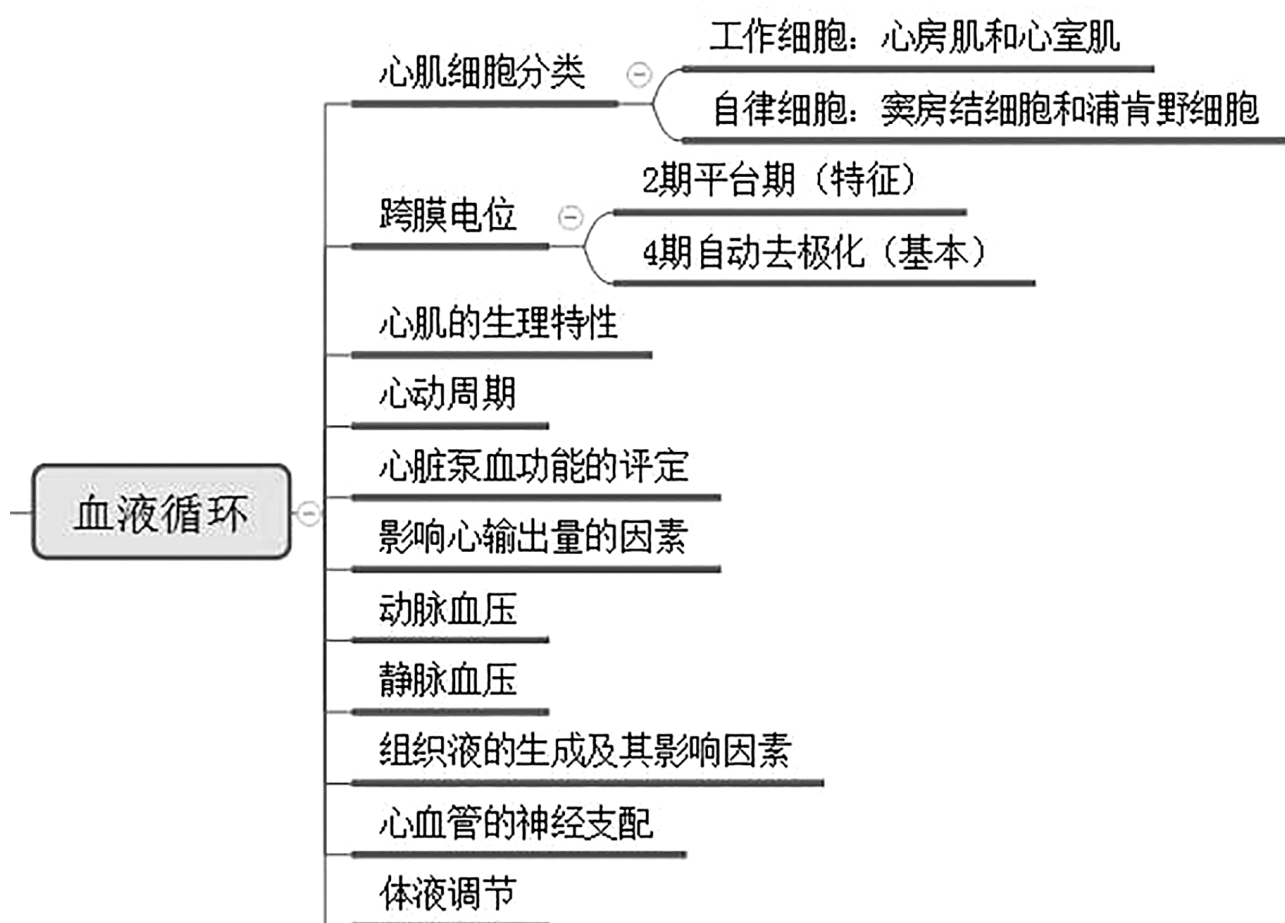 心肌细胞分类
工作细胞：心房肌和心室肌
自律细胞：窦房结细胞和浦肯野细胞
跨膜电位
2期平台期（特征）
4期自动去极化（基本）
心肌的生理特性
心动周期
心脏泵血功能的评定
血液循环
影响心输出量的因素
动脉血压
静脉血压
组织液的生成及其影响因素
心血管的神经支配
体液调节